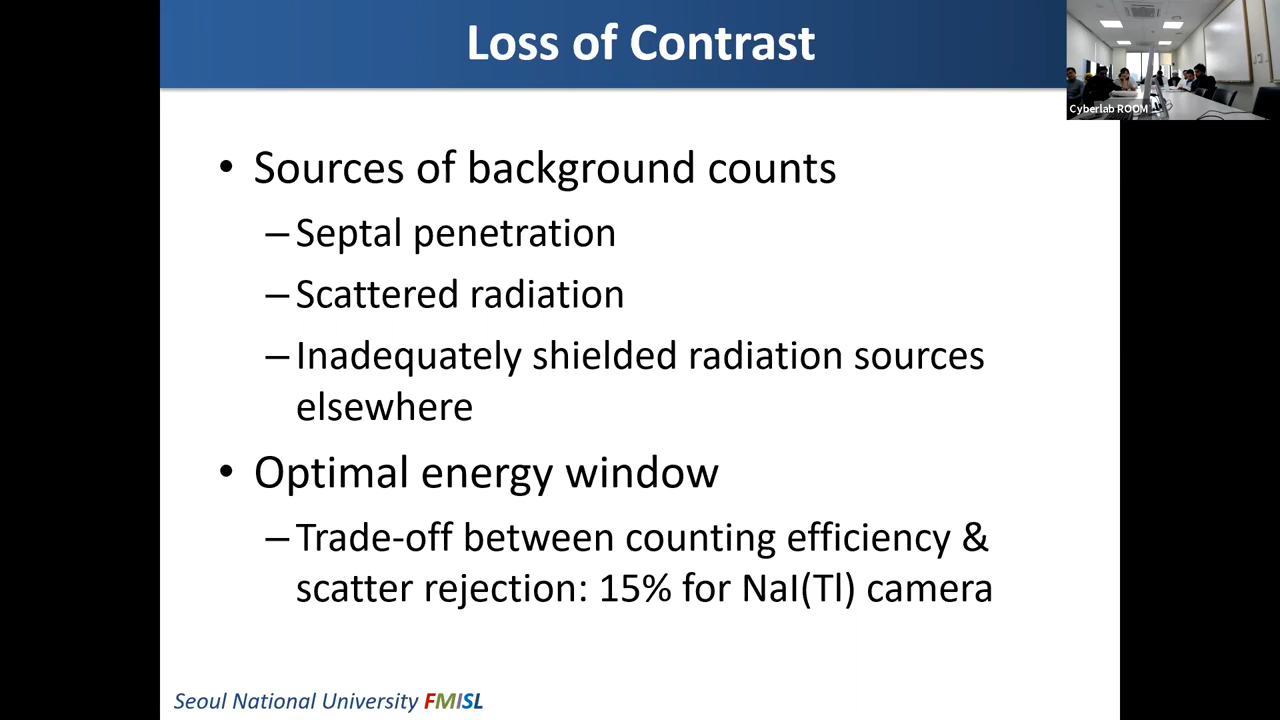 Loss of Contrast
Cyberlab ROOM
• Sources of background counts
– Septal penetration
– Scattered radiation
– Inadequately shielded radiation sources
elsewhere
• Optimal energy window
– Trade-off between counting efficiency &
scatter rejection: 15% for NaI(Tl) camera
Seoul National University FMISL